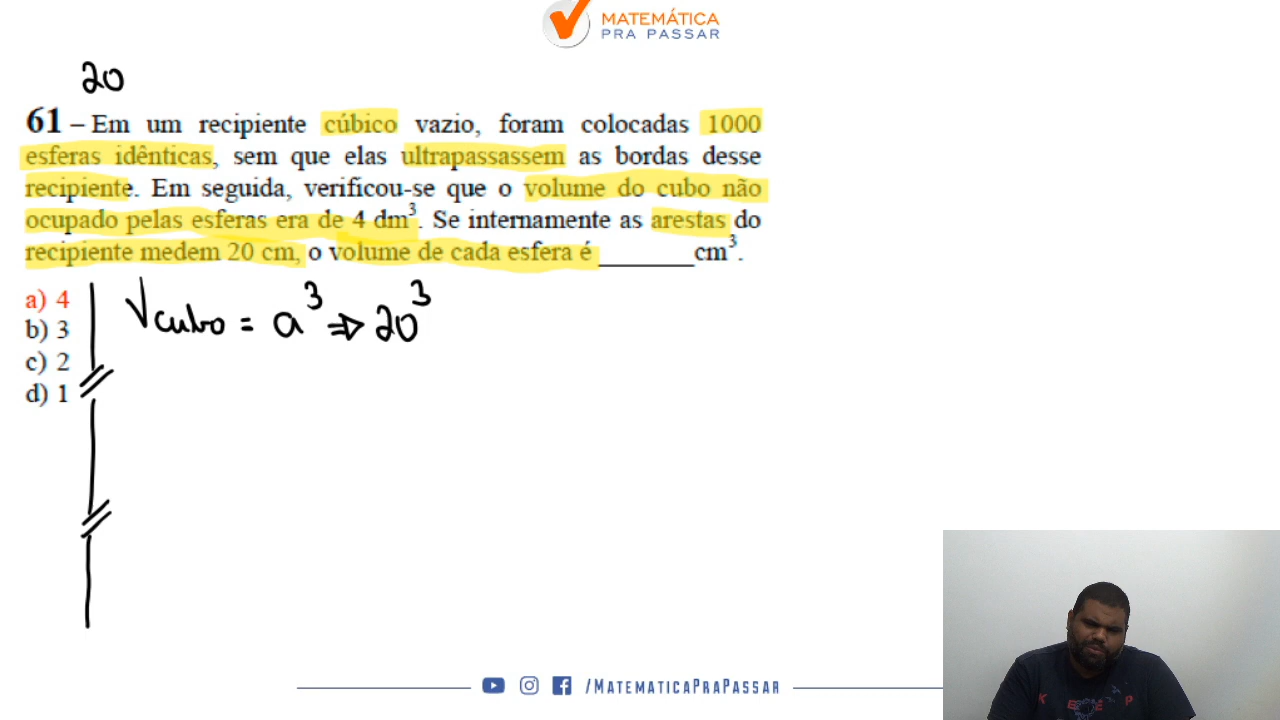 MATEMÁTICA
PRA PASSAR
20
61 – Em um recipiente cúbico vazio, foram colocadas 1000
esferas idênticas, sem que elas ultrapassassem as bordas desse
recipiente. Em seguida, verificou-se que o volume do cubo não
ocupado pelas esferas era de 4 dm³. Se internamente as arestas do
recipiente medem 20 cm, o volume de cada esfera é ________cm³.
a) 4
b) 3
c) 2
d) 1
Vcubo = a³ ⇒ 20³
/MATEMATICAPRAPASSAR